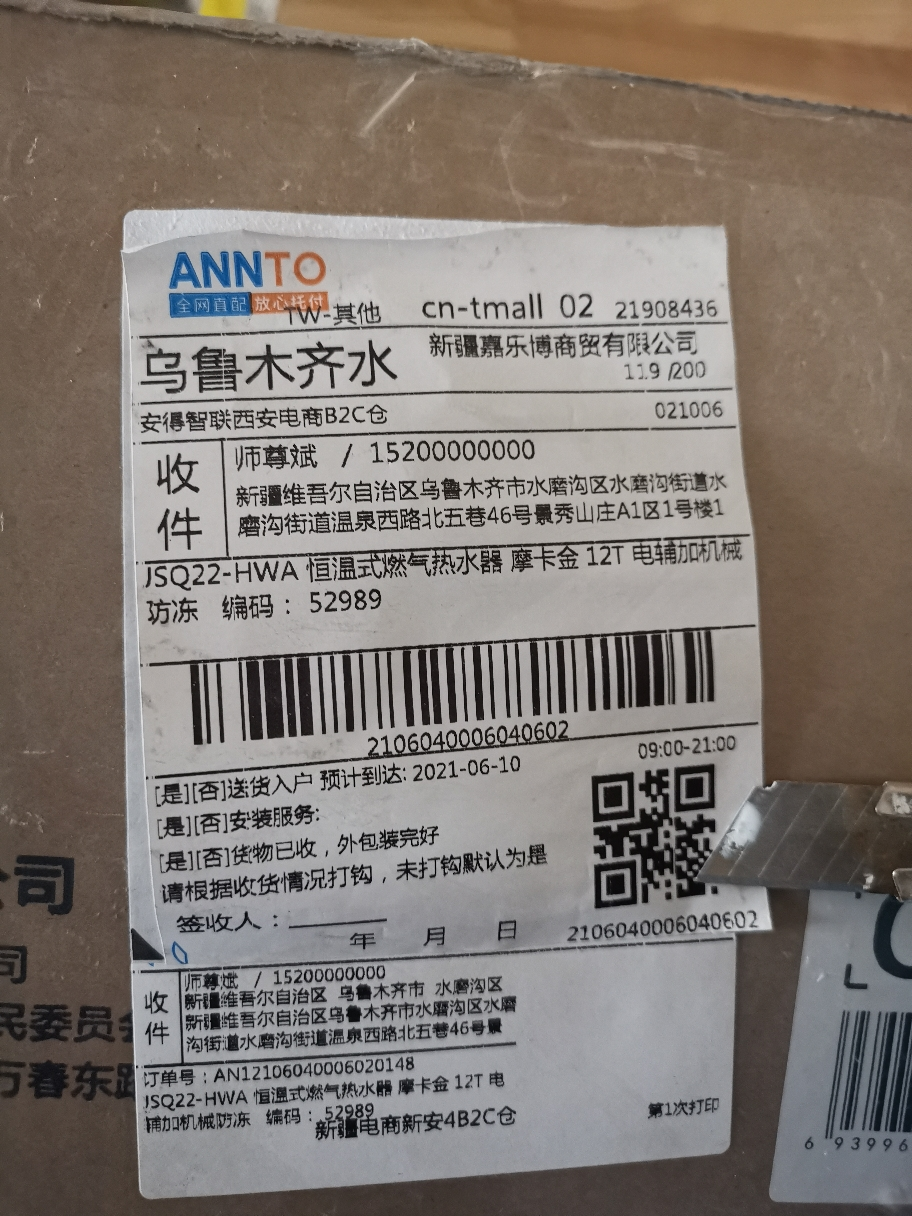 ANNTO
全网直配 放心托付
TW-其他 cn-tmall 02 21908436
乌鲁木齐水 新疆嘉乐博商贸有限公司
119 /200
安得智联西安电商B2C仓 021006
收件 师尊斌 / 15200000000
新疆维吾尔自治区乌鲁木齐市水磨沟区水磨沟街道水
磨沟街道温泉西路北五巷46号景秀山庄A1区1号楼1
JSQ22-HWA 恒温式燃气热水器 摩卡金 12T 电辅加机械
防冻 编码：52989
2106040006040602
09:00-21:00
[是][否]送货入户 预计到达: 2021-06-10
[是][否]安装服务:
[是][否]货物已收，外包装完好
请根据收货情况打钩，未打钩默认为是
签收人：
年 月 日 2106040006040602
收件 师尊斌 / 15200000000
新疆维吾尔自治区 乌鲁木齐市 水磨沟区
新疆维吾尔自治区乌鲁木齐市水磨沟区水磨
沟街道水磨沟街道温泉西路北五巷46号景
订单号：AN12106040006020148
JSQ22-HWA 恒温式燃气热水器 摩卡金 12T 电
辅加机械防冻 编码：52989
新疆电商新安4B2C仓 第1次打印
公司
司
民委员会
万春东路
6 93996